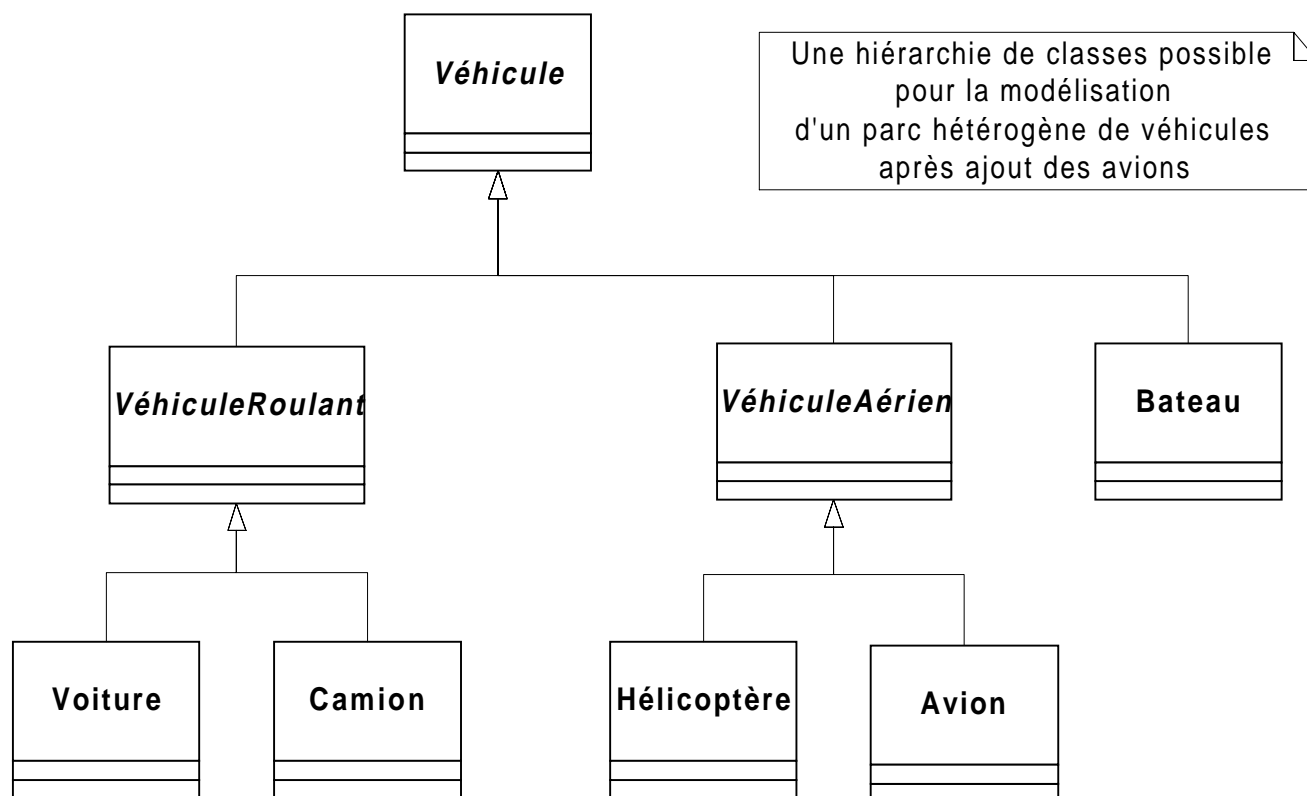 Véhicule
Une hiérarchie de classes possible
pour la modélisation
d'un parc hétérogène de véhicules
après ajout des avions
VéhiculeRoulant
VéhiculeAérien
Bateau
Voiture
Camion
Hélicoptère
Avion